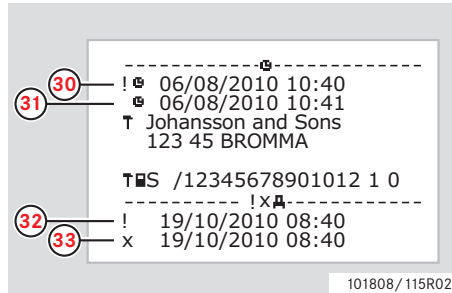 30 ! 06/08/2010 10:40
31 06/08/2010 10:41
Johansson and Sons
123 45 BROMMA
S /12345678901012 1 0
----------- !x -------------
32 ! 19/10/2010 08:40
33 x 19/10/2010 08:40
101808/115R02